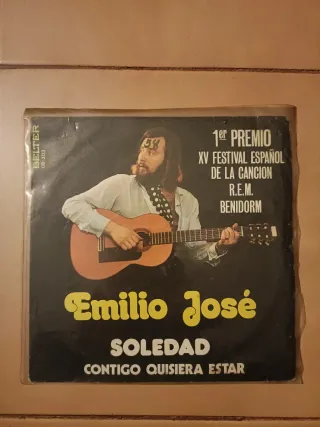 BELTER
1er PREMIO
XV FESTIVAL ESPAÑOL
DE LA CANCION
R.E.M.
BENIDORM
Emilio José
SOLEDAD
CONTIGO QUISIERA ESTAR